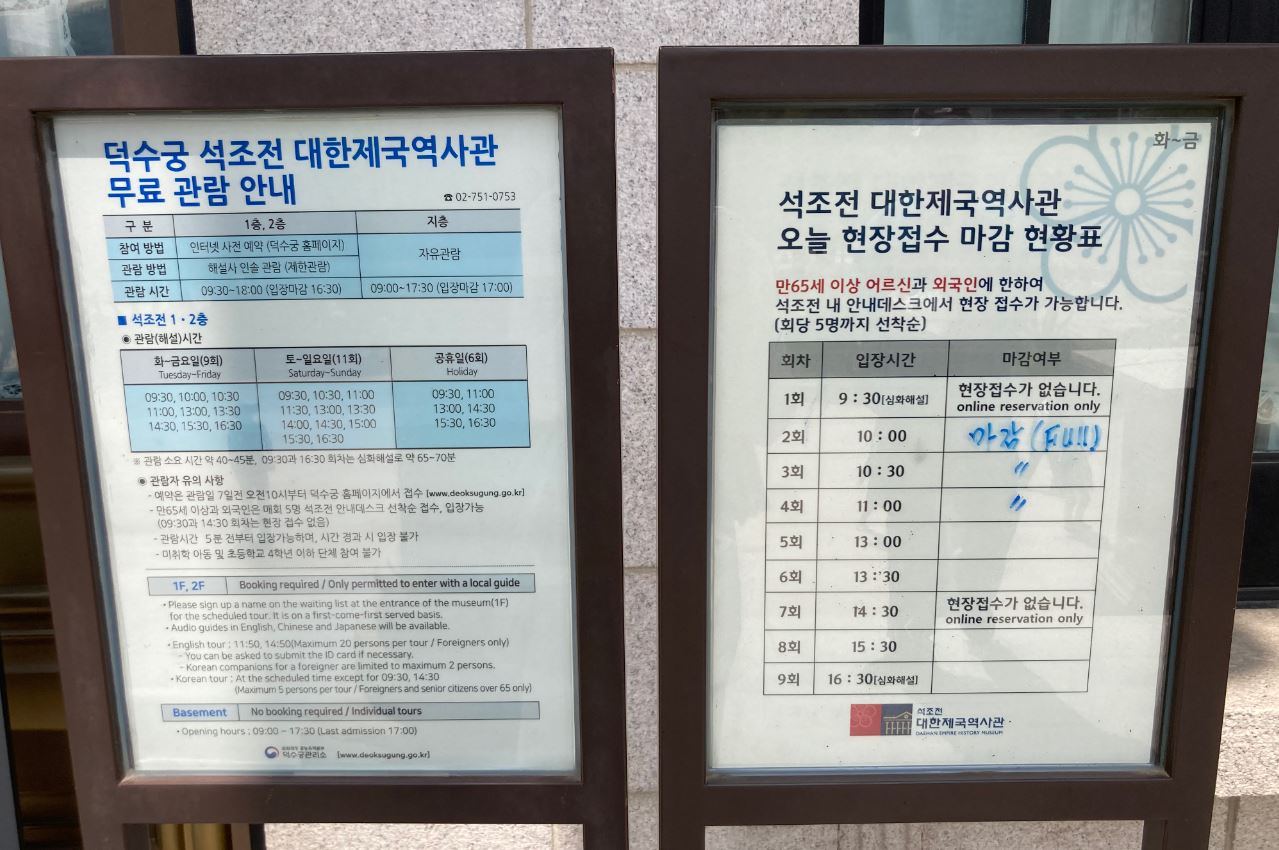 덕수궁 석조전 대한제국역사관
무료 관람 안내
☎ 02-751-0753
구 분 1층, 2층 지층
참여 방법 인터넷 사전 예약 (덕수궁 홈페이지) 자유관람
관람 방법 해설사 인솔 관람 (제한관람)
관람 시간 09:30~18:00 (입장마감 16:30) 09:00~17:30 (입장마감 17:00)
■ 석조전 1·2층
◉ 관람(해설)시간
화~금요일(9회) 토~일요일(11회) 공휴일(6회)
Tuesday~Friday Saturday~Sunday Holiday
09:30, 10:00, 10:30 09:30, 10:30, 11:00 09:30, 11:00
11:00, 13:00, 13:30 11:30, 13:00, 13:30 13:00, 14:30
14:30, 15:30, 16:30 14:00, 14:30, 15:00 15:30, 16:30
15:30, 16:30
※ 관람 소요 시간 약 40~45분, 09:30과 16:30 회차는 심화해설로 약 65~70분
◉ 관람자 유의 사항
- 예약은 관람일 7일전 오전10시부터 덕수궁 홈페이지에서 접수 [www.deoksugung.go.kr]
- 만65세 이상과 외국인은 매회 5명 석조전 안내데스크 선착순 접수, 입장가능
(09:30과 14:30 회차는 현장 접수 없음)
- 관람시간 5분 전부터 입장가능하며, 시간 경과 시 입장 불가
- 미취학 아동 및 초등학교 4학년 이하 단체 참여 불가
1F, 2F Booking required / Only permitted to enter with a local guide
• Please sign up a name on the waiting list at the entrance of the museum(1F)
for the scheduled tour. It is on a first-come-first served basis.
• Audio guides in English, Chinese and Japanese will be available.
• English tour : 11:50, 14:50(Maximum 20 persons per tour / Foreigners only)
- You can be asked to submit the ID card if necessary.
- Korean companions for a foreigner are limited to maximum 2 persons.
• Korean tour : At the scheduled time except for 09:30, 14:30
(Maximum 5 persons per tour / Foreigners and senior citizens over 65 only)
Basement No booking required / Individual tours
• Opening hours : 09:00 ~ 17:30 (Last admission 17:00)
덕수궁관리소 [www.deoksugung.go.kr]
화~금
석조전 대한제국역사관
오늘 현장접수 마감 현황표
만65세 이상 어르신과 외국인에 한하여
석조전 내 안내데스크에서 현장 접수가 가능합니다.
(회당 5명까지 선착순)
회차 입장시간 마감여부
1회 9 : 30[심화해설] 현장접수가 없습니다.
online reservation only
2회 10 : 00
3회 10 : 30 〃
4회 11 : 00 〃
5회 13 : 00
6회 13 : 30
7회 14 : 30 현장접수가 없습니다.
online reservation only
8회 15 : 30
9회 16 : 30[심화해설]
석조전
대한제국역사관
DAEHAN EMPIRE HISTORY MUSEUM